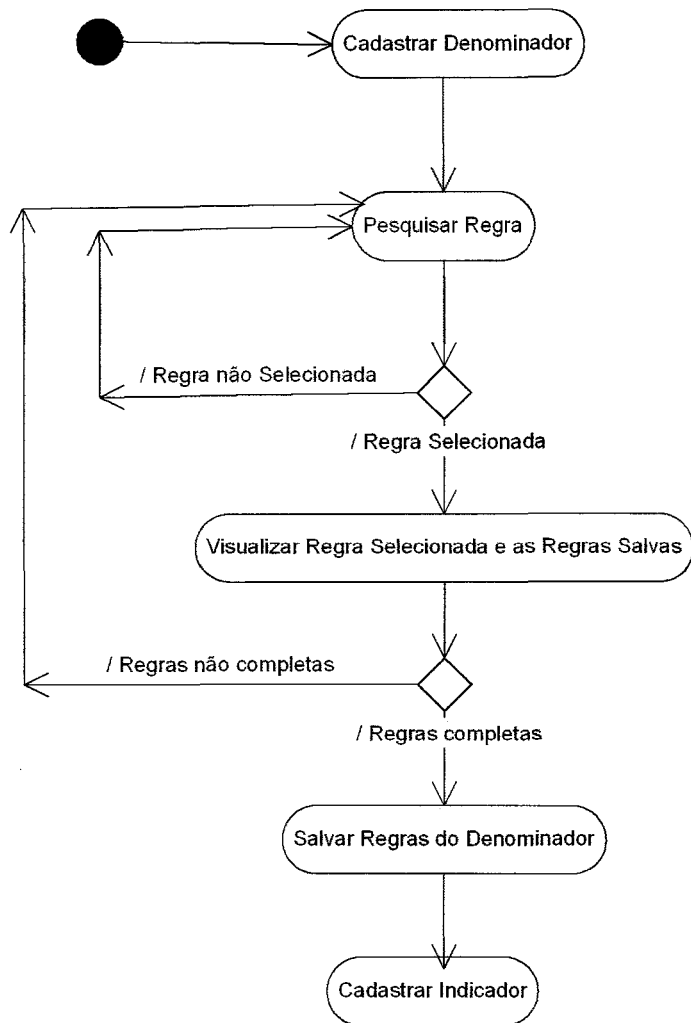 Cadastrar Denominador
Pesquisar Regra
/ Regra não Selecionada
/ Regra Selecionada
Visualizar Regra Selecionada e as Regras Salvas
/ Regras não completas
/ Regras completas
Salvar Regras do Denominador
Cadastrar Indicador